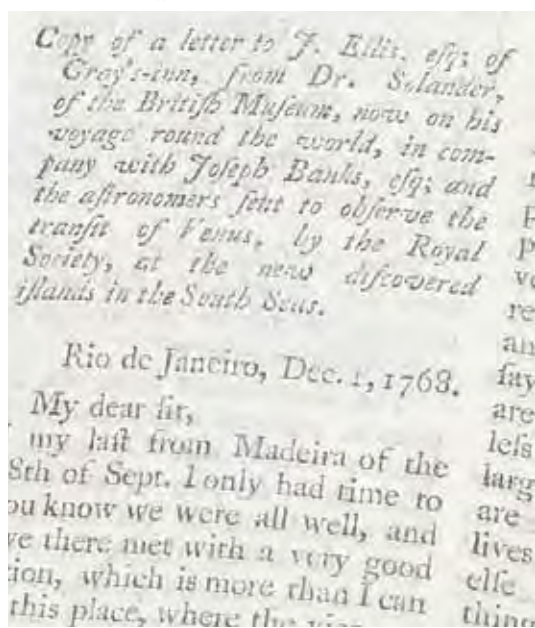 Copy of a letter to J. Ellis, eſq; of
Gray's-inn, from Dr. Solander,
of the Britiſh Muſeum, now on his
voyage round the world, in com-
pany with Joſeph Banks, eſq; and
the aſtronomers ſent to obſerve the
tranſit of Venus, by the Royal
Society, at the new diſcovered
iſlands in the South Seas.
Rio de Janeiro, Dec. 1, 1768.
My dear ſir,
my laſt from Madeira of the
8th of Sept. I only had time to
ou know we were all well, and
ve there met with a very good
ion, which is more than I can
this place, where the
re
an
ſay
are
leſs
larg
are
lives
elſe
thing